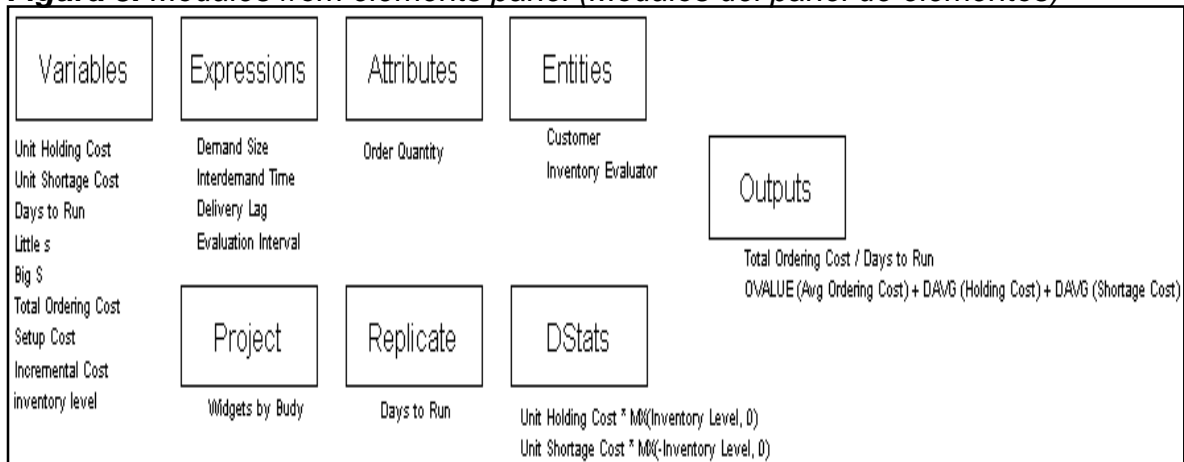 Figura 3. Modules from elements panel (Módulos del panel de elementos)
Variables
Unit Holding Cost
Unit Shortage Cost
Days to Run
Little s
Big S
Total Ordering Cost
Setup Cost
Incremental Cost
inventory level
Expressions
Demand Size
Interdemand Time
Delivery Lag
Evaluation Interval
Attributes
Order Quantity
Entities
Customer
Inventory Evaluator
Outputs
Total Ordering Cost / Days to Run
OVALUE (Avg Ordering Cost) + DAVG (Holding Cost) + DAVG (Shortage Cost)
Project
Widgets by Budy
Replicate
Days to Run
DStats
Unit Holding Cost * MX(Inventory Level, 0)
Unit Shortage Cost * MX(-Inventory Level, 0)